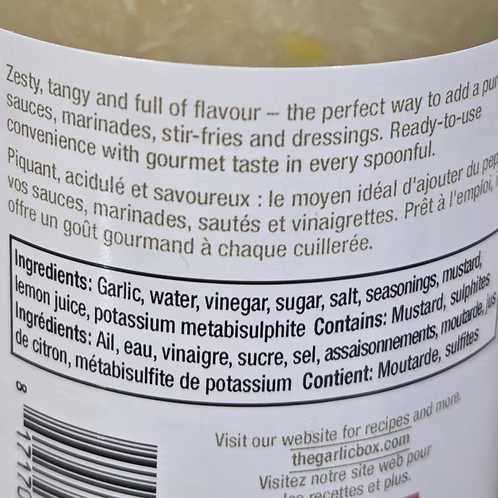 Zesty, tangy and full of flavour – the perfect way to add a
sauces, marinades, stir-fries and dressings. Ready-to-use
convenience with gourmet taste in every spoonful.
Piquant, acidulé et savoureux : le moyen idéal d'ajouter du
vos sauces, marinades, sautés et vinaigrettes. Prêt à l'emploi,
offre un goût gourmand à chaque cuillerée.
Ingredients: Garlic, water, vinegar, sugar, salt, seasonings, mustard,
lemon juice, potassium metabisulphite Contains: Mustard, sulphites
Ingrédients: Ail, eau, vinaigre, sucre, sel, assaisonnements, moutarde, jus
de citron, métabisulfite de potassium Contient: Moutarde, sulfites
8 1717
Visit our website for recipes and more.
thegarlicbox.com
Visitez notre site web pour
recettes et plus.